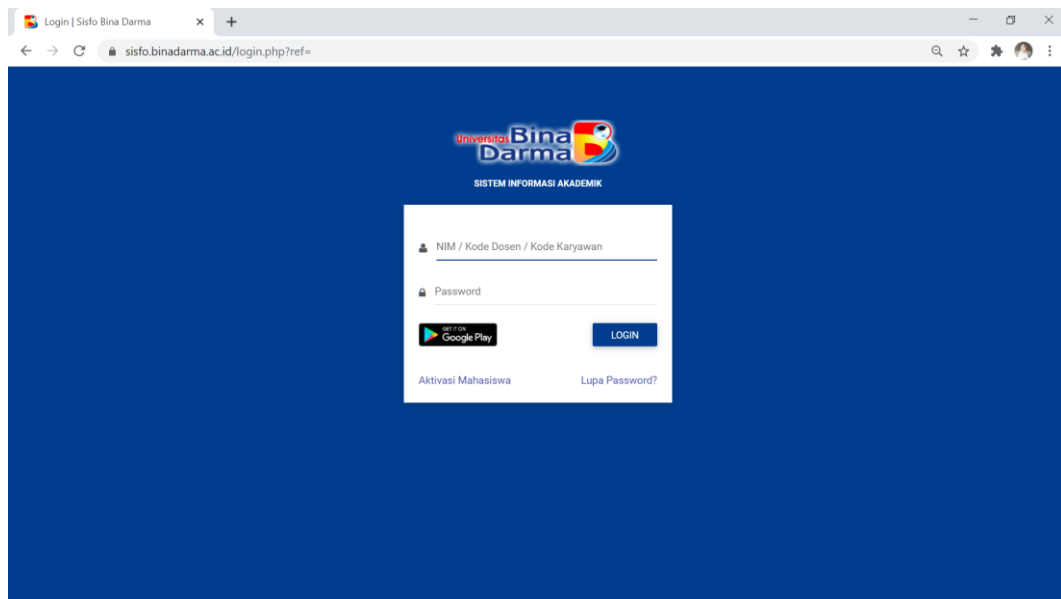 Login | Sisfo Bina Darma
sisfo.binadarma.ac.id/login.php?ref=
Universitas Bina
Darma
SISTEM INFORMASI AKADEMIK
NIM / Kode Dosen / Kode Karyawan
Password
GET IT ON
Google Play
LOGIN
Aktivasi Mahasiswa Lupa Password?